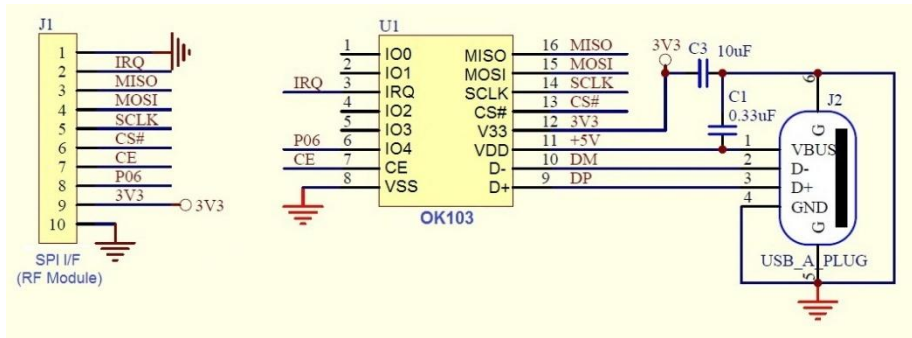 J1
1
IRQ
2
MISO
3
MOSI
4
SCLK
5
CS#
6
CE
7
P06
8
3V3
9
3V3
10
SPI I/F
(RF Module)
U1
1 IO0 MISO 16 MISO
2 IO1 MOSI 15 MOSI
IRQ 3 IRQ SCLK 14 SCLK
4 IO2 CS# 13 CS#
5 IO3 V33 12 3V3
P06 6 IO4 VDD 11 +5V
CE 7 CE D- 10 DM
8 VSS D+ 9 DP
OK103
3V3 C3 10uF
C1
0.33uF
6
J2
G
1 VBUS
2 D-
3 D+
4 GND
G
USB_A_PLUG
5